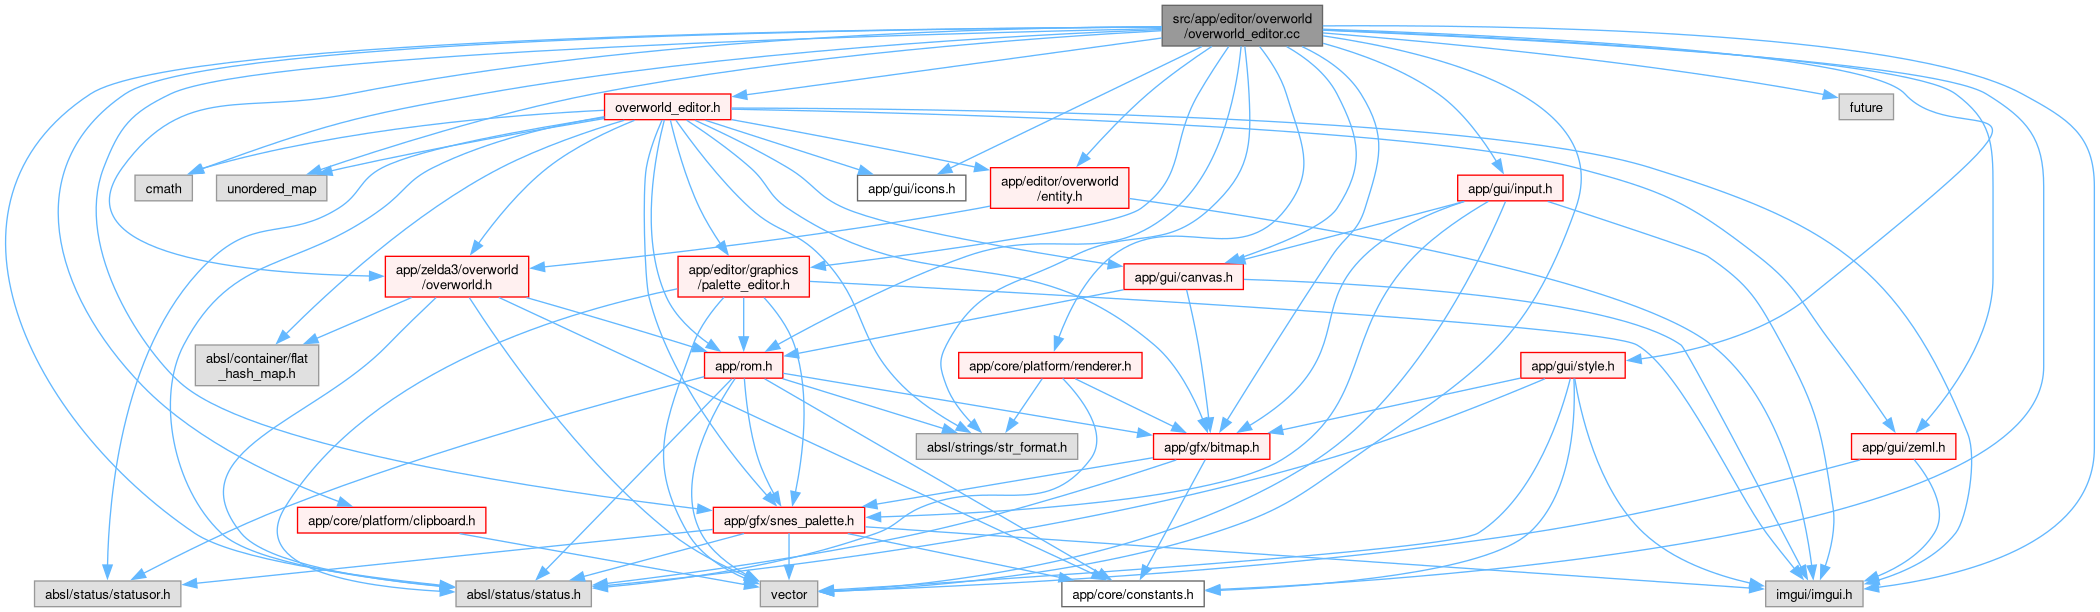 src/app/editor/overworld
/overworld_editor.cc
overworld_editor.h
future
cmath
unordered_map
app/gui/icons.h
app/editor/overworld
/entity.h
app/gui/input.h
app/zelda3/overworld
/overworld.h
app/editor/graphics
/palette_editor.h
app/gui/canvas.h
absl/container/flat
_hash_map.h
app/rom.h
app/core/platform/renderer.h
app/gui/style.h
absl/strings/str_format.h
app/gfx/bitmap.h
app/gui/zeml.h
app/core/platform/clipboard.h
app/gfx/snes_palette.h
absl/status/statusor.h
absl/status/status.h
vector
app/core/constants.h
imgui/imgui.h